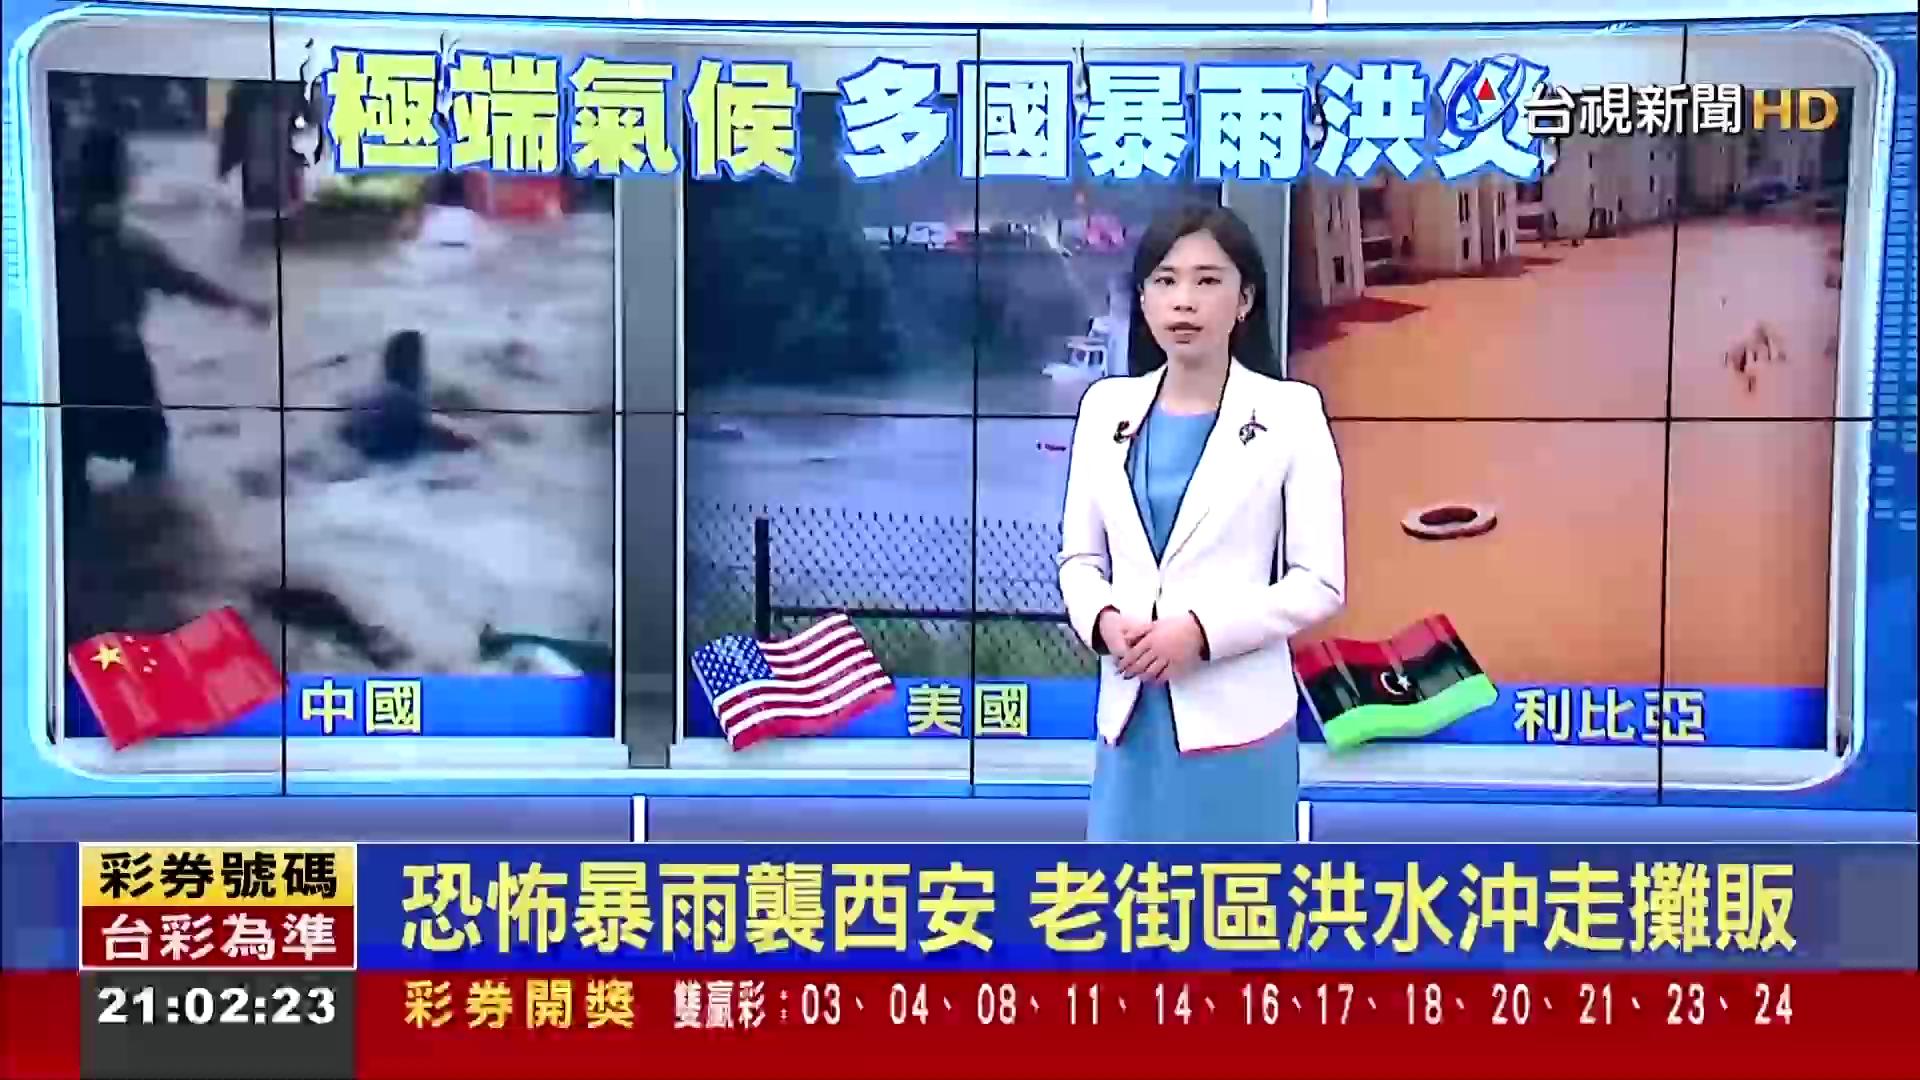 極端氣候 多國暴雨洪災
台視新聞HD
中國
美國
利比亞
彩券號碼
台彩為準
恐怖暴雨襲西安 老街區洪水沖走攤販
21:02:23
彩券開獎 雙贏彩:03、04、08、11、14、16、17、18、20、21、23、24